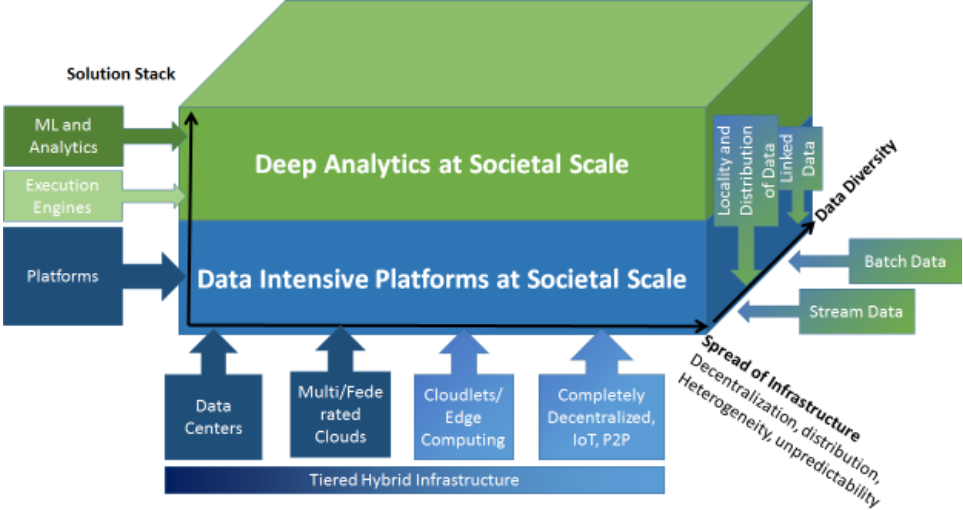 Solution Stack
ML and
Analytics
Execution
Engines
Platforms
Deep Analytics at Societal Scale
Data Intensive Platforms at Societal Scale
Locality and
Distribution
of Data
Linked
Data
Data Diversity
Batch Data
Stream Data
Spread of Infrastructure
Decentralization, distribution,
Heterogeneity, unpredictability
Data
Centers
Multi/Fede
rated
Clouds
Cloudlets/
Edge
Computing
Completely
Decentralized,
IoT, P2P
Tiered Hybrid Infrastructure